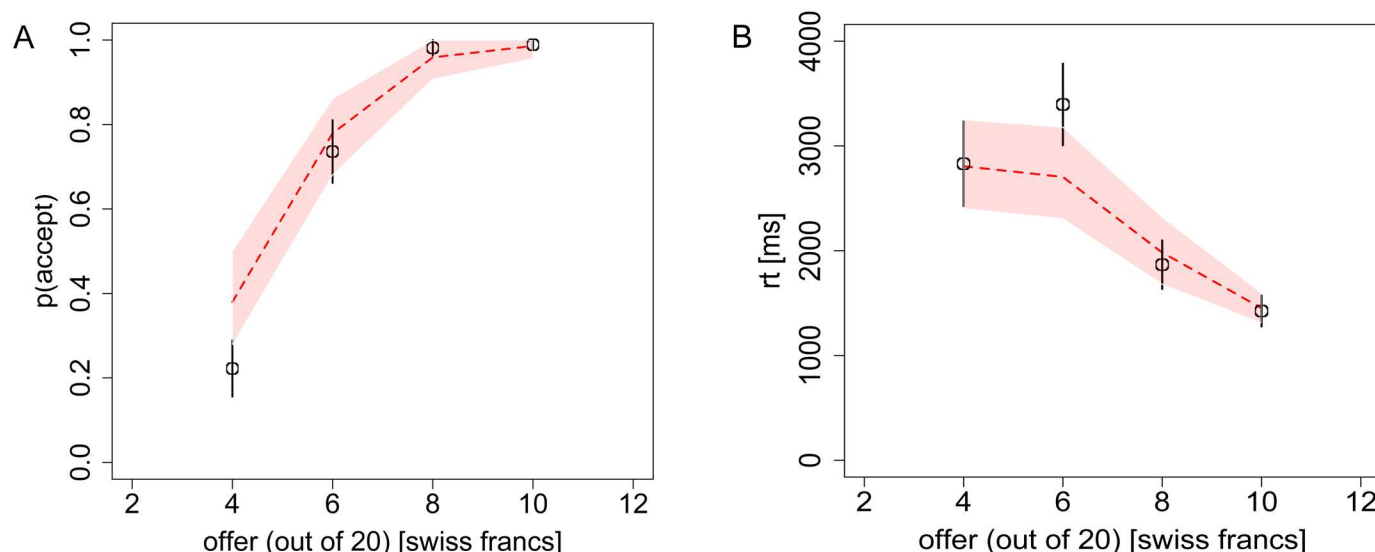 A
p(accept)
1.0
0.8
0.6
0.4
0.2
0.0
2 4 6 8 10 12
offer (out of 20) [swiss francs]
B
rt [ms]
4000
3000
2000
1000
0
2 4 6 8 10 12
offer (out of 20) [swiss francs]